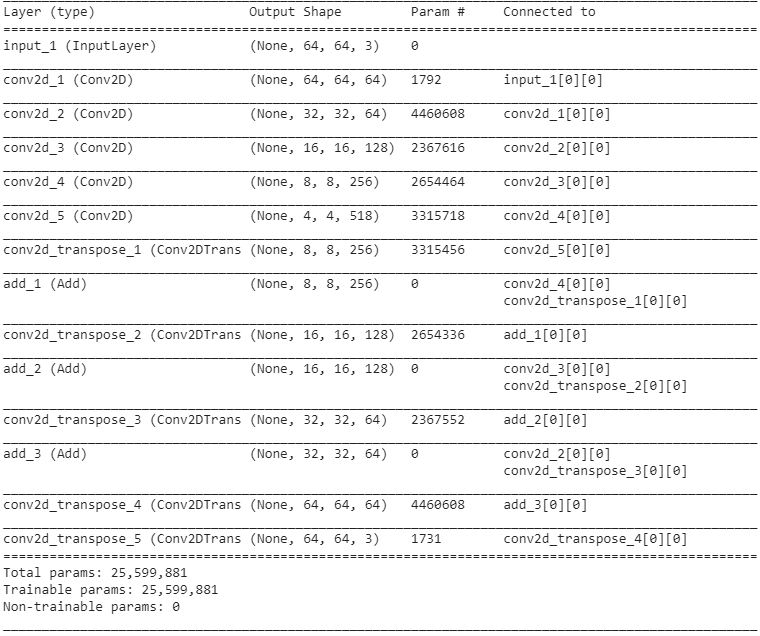 Layer (type) Output Shape Param # Connected to
==================================================================================================
input_1 (InputLayer) (None, 64, 64, 3) 0
conv2d_1 (Conv2D) (None, 64, 64, 64) 1792 input_1[0][0]
conv2d_2 (Conv2D) (None, 32, 32, 64) 4460608 conv2d_1[0][0]
conv2d_3 (Conv2D) (None, 16, 16, 128) 2367616 conv2d_2[0][0]
conv2d_4 (Conv2D) (None, 8, 8, 256) 2654464 conv2d_3[0][0]
conv2d_5 (Conv2D) (None, 4, 4, 518) 3315718 conv2d_4[0][0]
conv2d_transpose_1 (Conv2DTrans (None, 8, 8, 256) 3315456 conv2d_5[0][0]
add_1 (Add) (None, 8, 8, 256) 0 conv2d_4[0][0]
conv2d_transpose_1[0][0]
conv2d_transpose_2 (Conv2DTrans (None, 16, 16, 128) 2654336 add_1[0][0]
add_2 (Add) (None, 16, 16, 128) 0 conv2d_3[0][0]
conv2d_transpose_2[0][0]
conv2d_transpose_3 (Conv2DTrans (None, 32, 32, 64) 2367552 add_2[0][0]
add_3 (Add) (None, 32, 32, 64) 0 conv2d_2[0][0]
conv2d_transpose_3[0][0]
conv2d_transpose_4 (Conv2DTrans (None, 64, 64, 64) 4460608 add_3[0][0]
conv2d_transpose_5 (Conv2DTrans (None, 64, 64, 3) 1731 conv2d_transpose_4[0][0]
==================================================================================================
Total params: 25,599,881
Trainable params: 25,599,881
Non-trainable params: 0